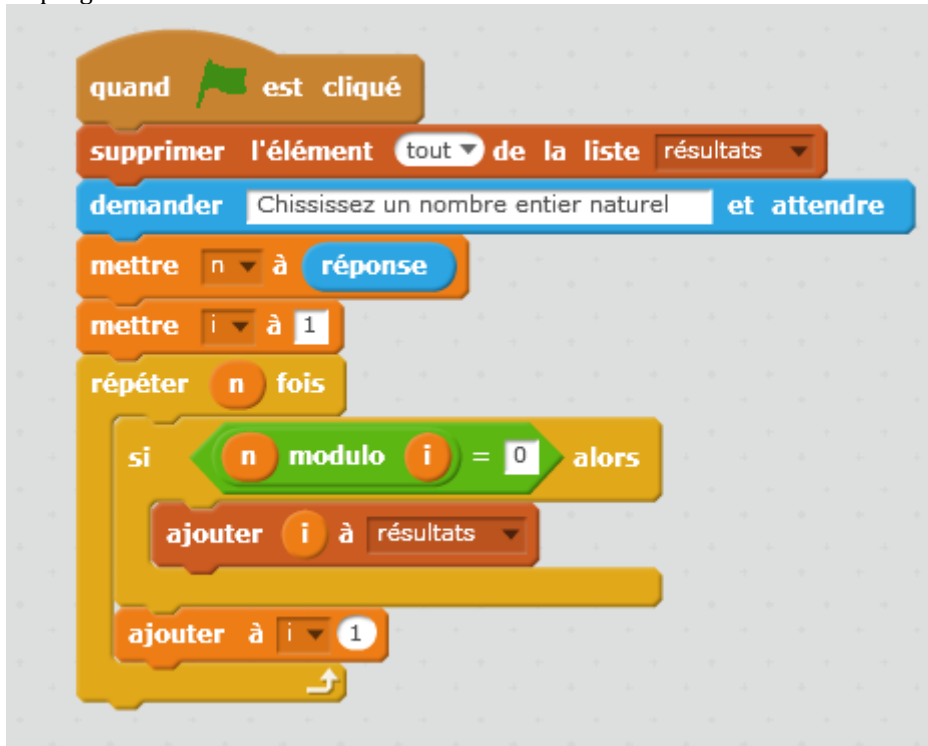 quand est cliqué
supprimer l'élément tout de la liste résultats
demander Chississez un nombre entier naturel et attendre
mettre n à réponse
mettre i à 1
répéter n fois
si n modulo i = 0 alors
ajouter i à résultats
ajouter à i 1